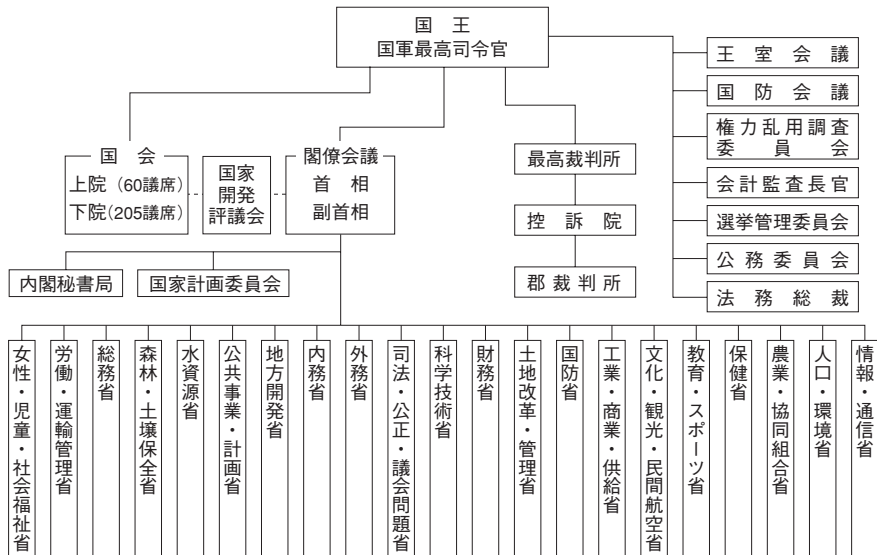 国　王
国軍最高司令官
王室会議
国防会議
権力乱用調査
委員会
会計監査長官
選挙管理委員会
公務委員会
法務総裁
国　会
上院（60議席）
下院（205議席）
国家
開発
評議会
閣僚会議
首　相
副首相
最高裁判所
控訴院
郡裁判所
内閣秘書局
国家計画委員会
女性・児童・社会福祉省
労働・運輸管理省
総務省
森林・土壌保全省
水資源省
公共事業・計画省
地方開発省
内務省
外務省
司法・公正・議会問題省
科学技術省
財務省
土地改革・管理省
国防省
工業・商業・供給省
文化・観光・民間航空省
教育・スポーツ省
保健省
農業・協同組合省
人口・環境省
情報・通信省